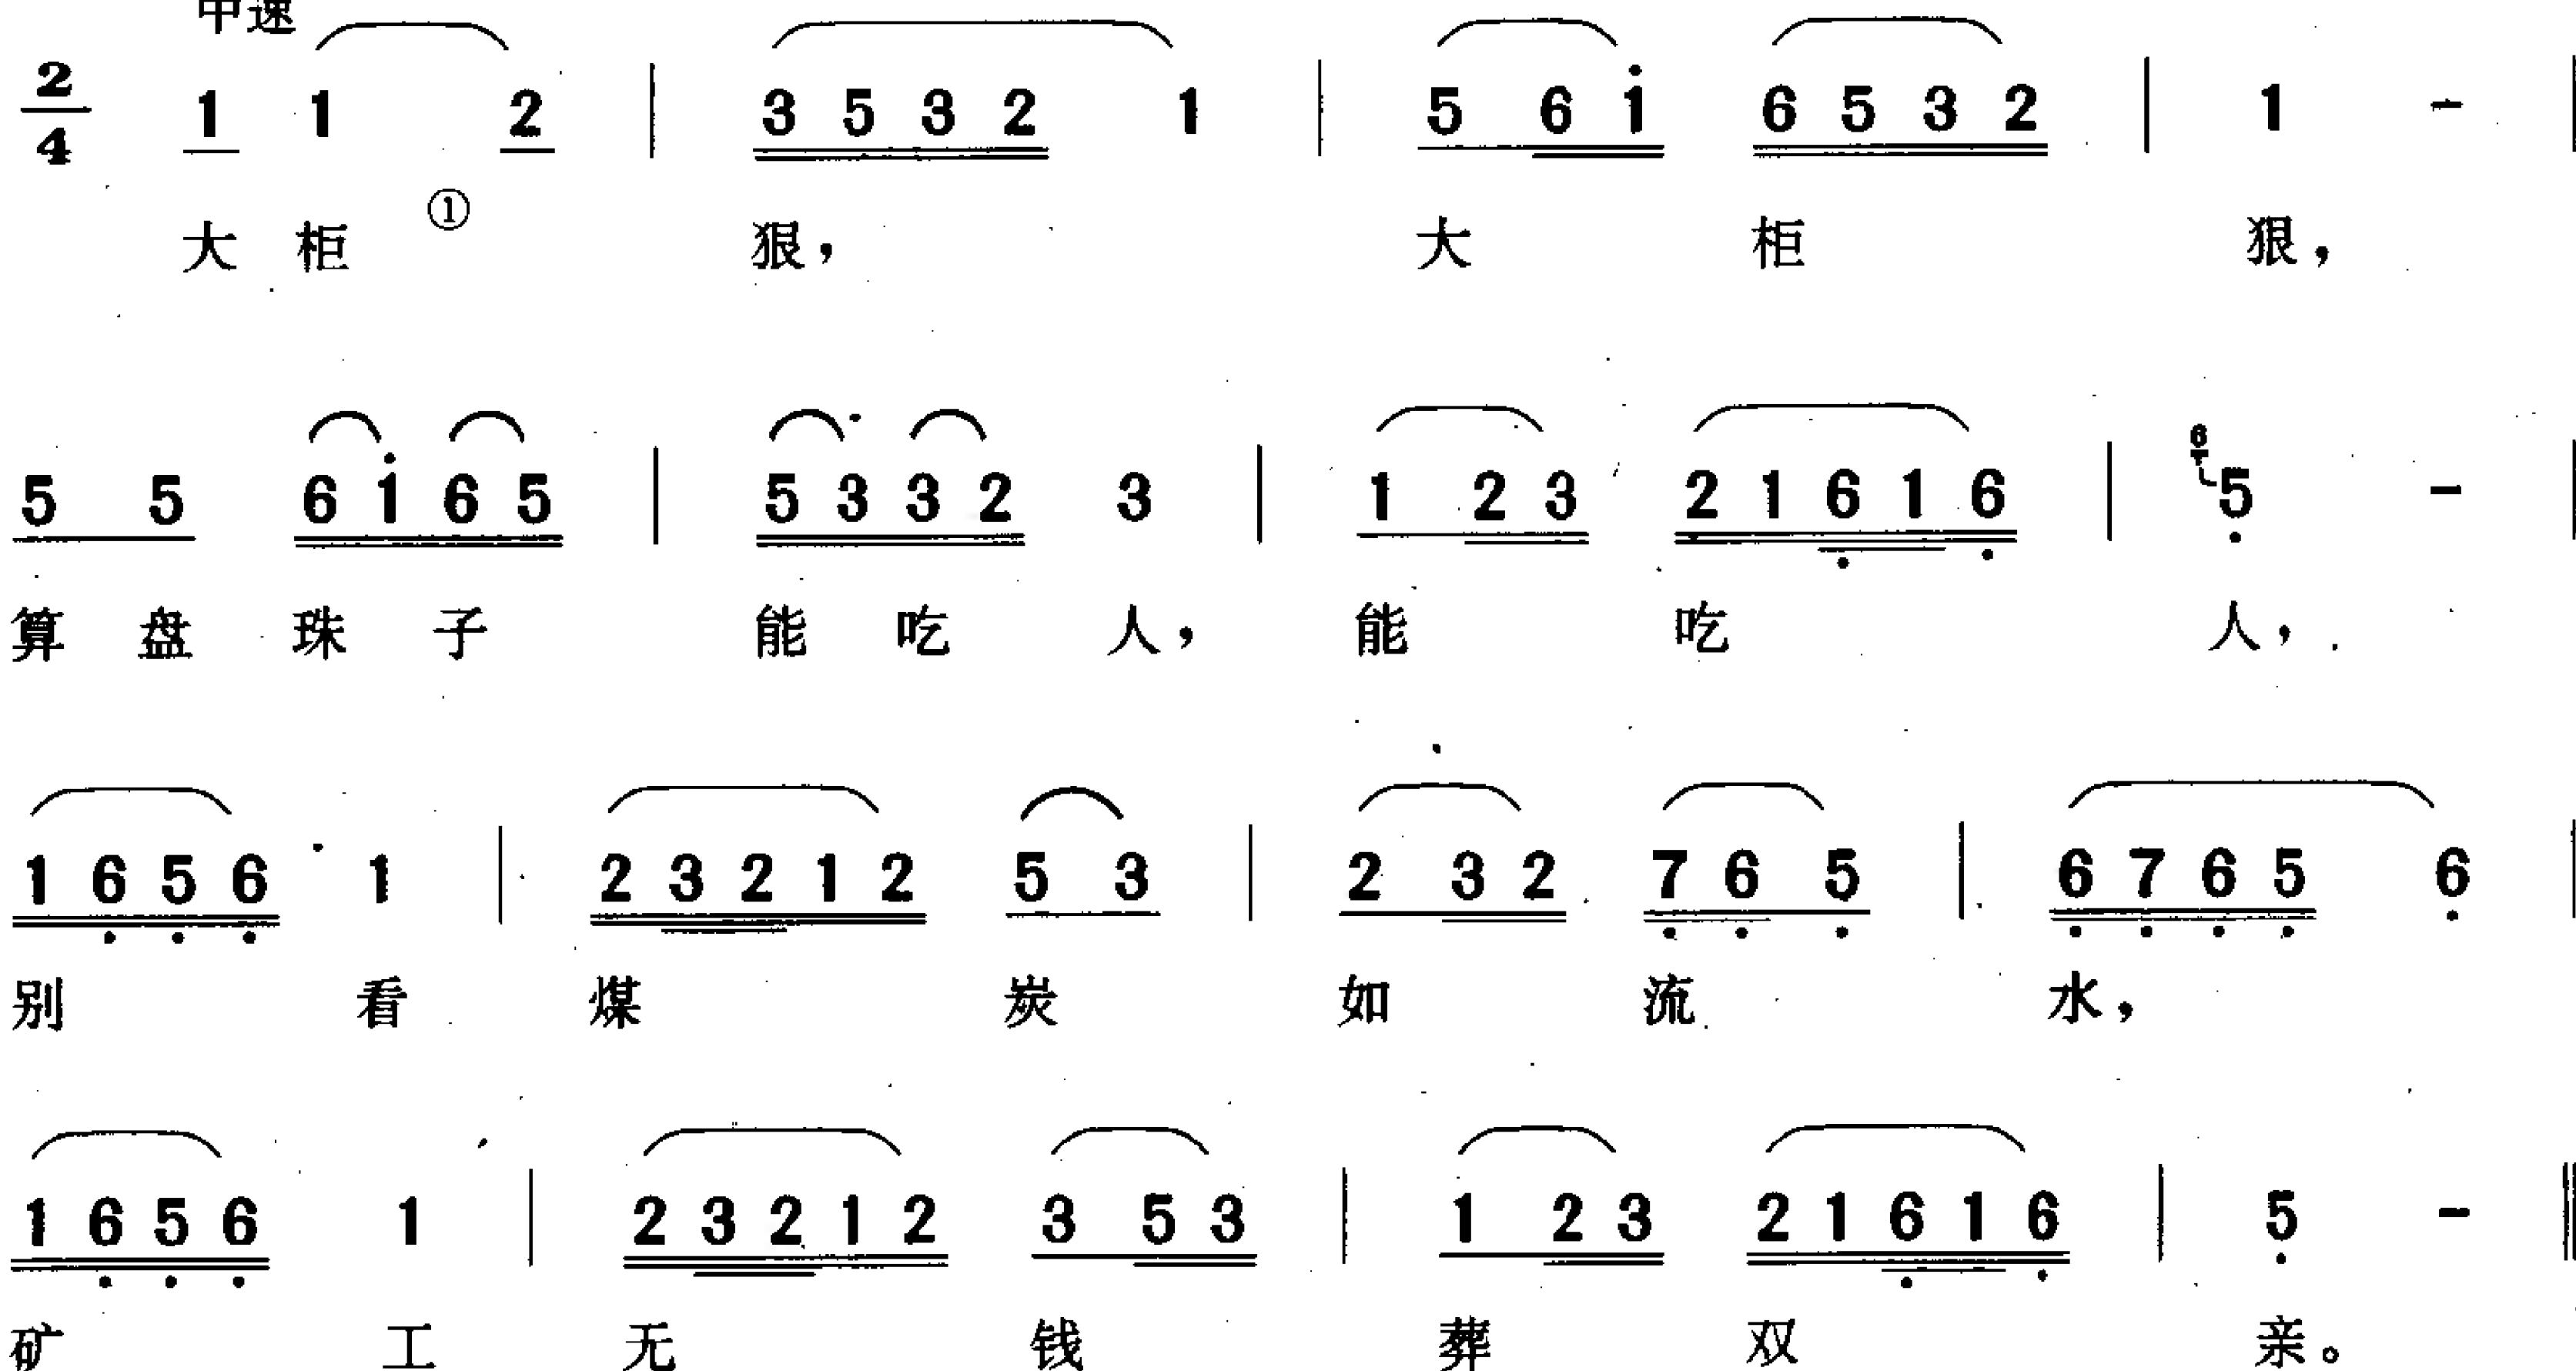 中速
2/4 1 1 2 | 3 5 3 2 1 | 5 6 i 6 5 3 2 | 1 - |
大 柜 ① 狠， 大 柜 狠，
5 5 6 i 6 5 | 5 3 3 2 3 | 1 2 3 2 1 6 1 6 | 6 5 - |
算 盘 珠 子 能 吃 人， 能 吃 人，
1 6 5 6 1 | 2 3 2 1 2 5 3 | 2 3 2 7 6 5 | 6 7 6 5 6 |
别 看 煤 炭 如 流 水，
1 6 5 6 1 | 2 3 2 1 2 3 5 3 | 1 2 3 2 1 6 1 6 | 5 - ‖
矿 工 无 钱 葬 双 亲。